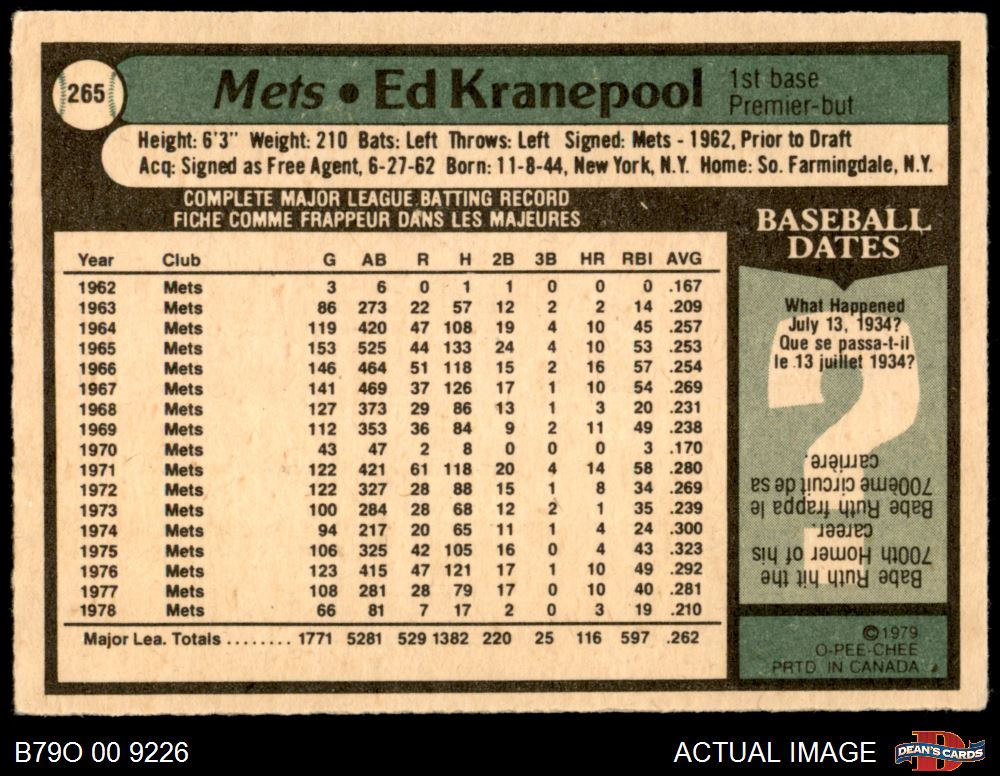 265
Mets • Ed Kranepool
1st base
Premier-but
Height: 6'3" Weight: 210 Bats: Left Throws: Left Signed: Mets - 1962, Prior to Draft
Acq: Signed as Free Agent, 6-27-62 Born: 11-8-44, New York, N.Y. Home: So. Farmingdale, N.Y.
COMPLETE MAJOR LEAGUE BATTING RECORD
FICHE COMME FRAPPEUR DANS LES MAJEURES
Year Club G AB R H 2B 3B HR RBI AVG
1962 Mets 3 6 0 1 1 0 0 0 .167
1963 Mets 86 273 22 57 12 2 2 14 .209
1964 Mets 119 420 47 108 19 4 10 45 .257
1965 Mets 153 525 44 133 24 4 10 53 .253
1966 Mets 146 464 51 118 15 2 16 57 .254
1967 Mets 141 469 37 126 17 1 10 54 .269
1968 Mets 127 373 29 86 13 1 3 20 .231
1969 Mets 112 353 36 84 9 2 11 49 .238
1970 Mets 43 47 2 8 0 0 0 3 .170
1971 Mets 122 421 61 118 20 4 14 58 .280
1972 Mets 122 327 28 88 15 1 8 34 .269
1973 Mets 100 284 28 68 12 2 1 35 .239
1974 Mets 94 217 20 65 11 1 4 24 .300
1975 Mets 106 325 42 105 16 0 4 43 .323
1976 Mets 123 415 47 121 17 1 10 49 .292
1977 Mets 108 281 28 79 17 0 10 40 .281
1978 Mets 66 81 7 17 2 0 3 19 .210
Major Lea. Totals ........ 1771 5281 529 1382 220 25 116 597 .262
BASEBALL
DATES
What Happened
July 13, 1934?
Que se passa-t-il
le 13 juillet 1934?
Babe Ruth hit the
700th Homer of his
career.
Babe Ruth frappa le
700ème circuit de sa
carrière
©1979
O-PEE-CHEE
PRTD. IN CANADA
B79O 00 9226
ACTUAL IMAGE
DEAN'S CARDS